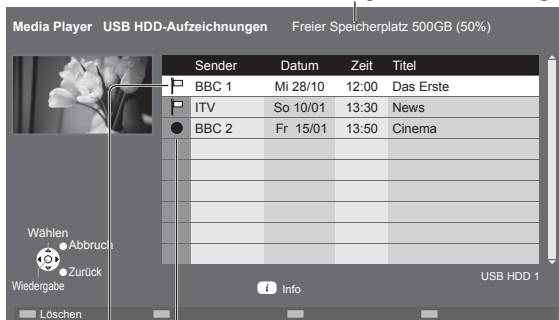 Media Player USB HDD-Aufzeichnungen Freier Speicherplatz 500GB (50%)
Sender Datum Zeit Titel
BBC 1 Mi 28/10 12:00 Das Erste
ITV So 10/01 13:30 News
BBC 2 Fr 15/01 13:50 Cinema
Wählen
Abbruch
Zurück
Wiedergabe
i Info
USB HDD 1
Löschen